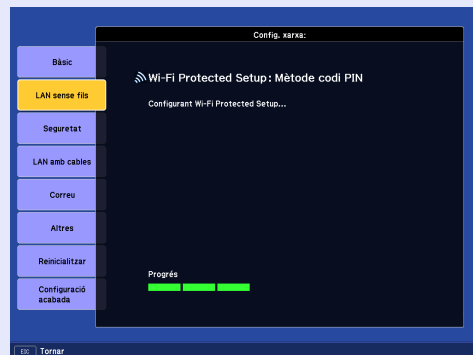 Config. xarxa:
Bàsic
LAN sense fils
Seguretat
LAN amb cables
Correu
Altres
Reinicialitzar
Configuració
acabada
Wi-Fi Protected Setup: Mètode codi PIN
Configurant Wi-Fi Protected Setup...
Progrés
ESC Tornar